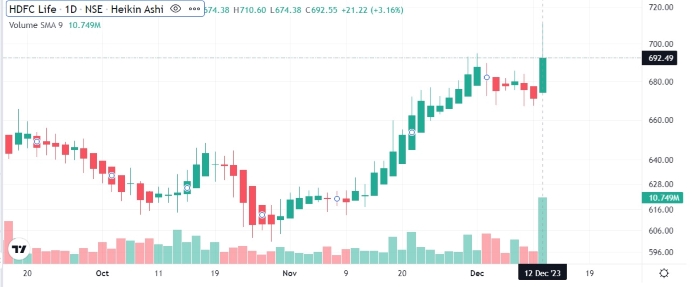 HDFC Life · 1D · NSE · Heikin Ashi 674.38 H710.60 L674.38 C692.55 +21.22 (+3.16%)
Volume SMA 9 10.749M
720.00
700.00
692.49
680.00
660.00
640.00
628.00
10.749M
616.00
606.00
596.00
20 Oct 11 19 Nov 9 20 Dec 12 Dec '23 19